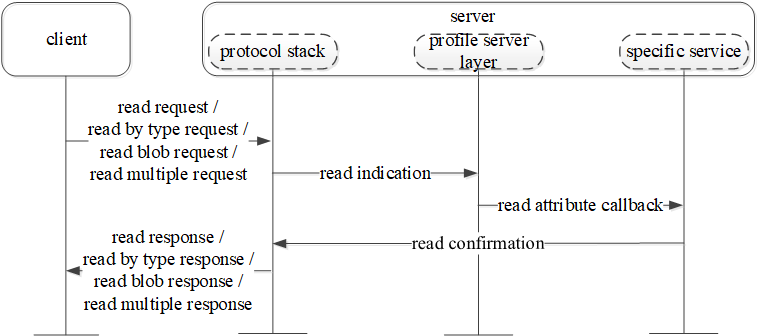 client
server
protocol stack
profile server
layer
specific service
read request /
read by type request /
read blob request /
read multiple request
read indication
read attribute callback
read confirmation
read response /
read by type response /
read blob response /
read multiple response